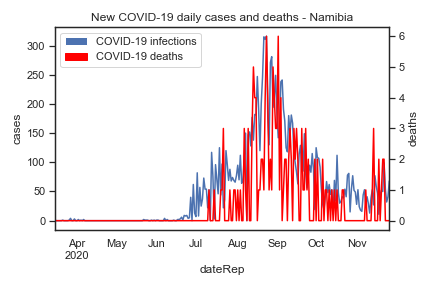 New COVID-19 daily cases and deaths - Namibia
COVID-19 infections
COVID-19 deaths
300
250
200
150
100
50
0
cases
6
5
4
3
2
1
0
deaths
Apr
2020
May
Jun
Jul
Aug
Sep
Oct
Nov
dateRep